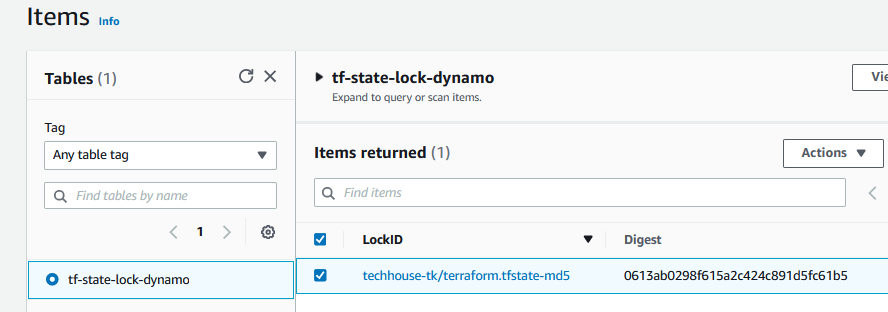 Items Info
Tables (1)
Tag
Any table tag
Find tables by name
1
tf-state-lock-dynamo
tf-state-lock-dynamo
Expand to query or scan items.
Vie
Items returned (1)
Actions
Find items
LockID
Digest
techhouse-tk/terraform.tfstate-md5
0613ab0298f615a2c424c891d5fc61b5